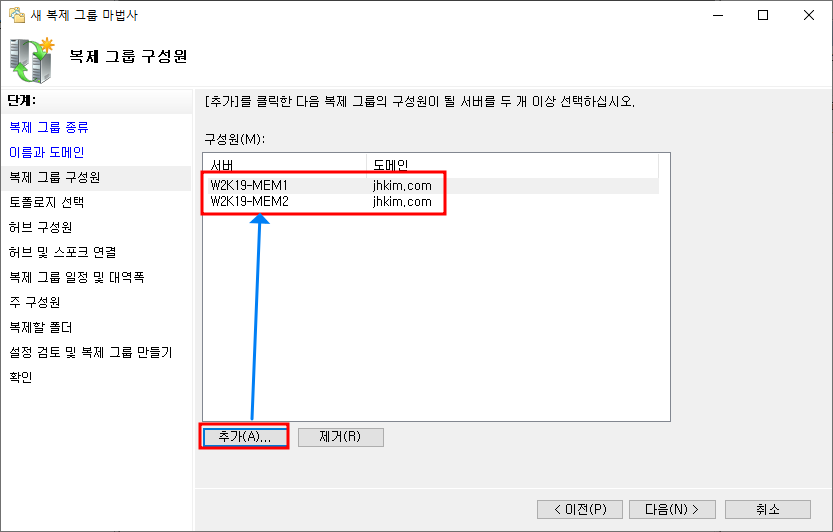 새 복제 그룹 마법사
복제 그룹 구성원
단계:
복제 그룹 종류
이름과 도메인
복제 그룹 구성원
토폴로지 선택
허브 구성원
허브 및 스포크 연결
복제 그룹 일정 및 대역폭
주 구성원
복제할 폴더
설정 검토 및 복제 그룹 만들기
확인
[추가]를 클릭한 다음 복제 그룹의 구성원이 될 서버를 두 개 이상 선택하십시오.
구성원(M):
서버 도메인
W2K19-MEM1 jhkim.com
W2K19-MEM2 jhkim.com
추가(A)... 제거(R)
< 이전(P) 다음(N) > 취소